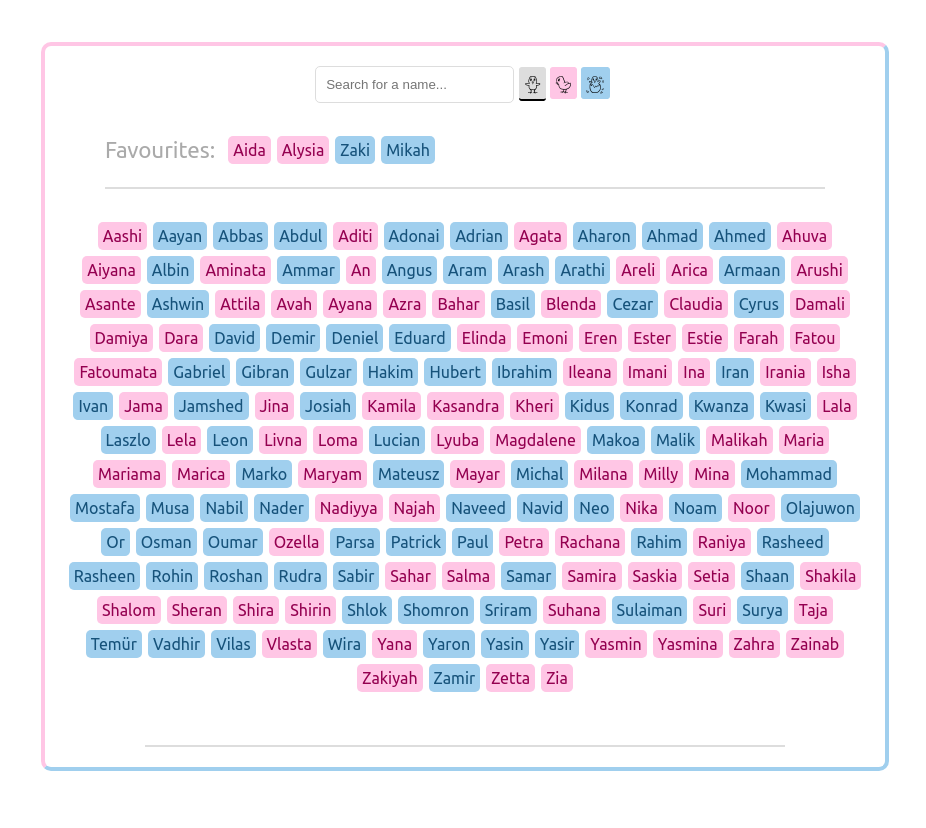 Search for a name...
Favourites: Aida Alysia Zaki Mikah
Aashi Aayan Abbas Abdul Aditi Adonai Adrian Agata Aharon Ahmad Ahmed Ahuva
Aiyana Albin Aminata Ammar An Angus Aram Arash Arathi Areli Arica Armaan Arushi
Asante Ashwin Attila Avah Ayana Azra Bahar Basil Blenda Cezar Claudia Cyrus Damali
Damiya Dara David Demir Deniel Eduard Elinda Emoni Eren Ester Estie Farah Fatou
Fatoumata Gabriel Gibran Gulzar Hakim Hubert Ibrahim Ileana Imani Ina Iran Irania Isha
Ivan Jama Jamshed Jina Josiah Kamila Kasandra Kheri Kidus Konrad Kwanza Kwasi Lala
Laszlo Lela Leon Livna Loma Lucian Lyuba Magdalene Makoa Malik Malikah Maria
Mariama Marica Marko Maryam Mateusz Mayar Michal Milana Milly Mina Mohammad
Mostafa Musa Nabil Nader Nadiyya Najah Naveed Navid Neo Nika Noam Noor Olajuwon
Or Osman Oumar Ozella Parsa Patrick Paul Petra Rachana Rahim Raniya Rasheed
Rasheen Rohin Roshan Rudra Sabir Sahar Salma Samar Samira Saskia Setia Shaan Shakila
Shalom Sheran Shira Shirin Shlok Shomron Sriram Suhana Sulaiman Suri Surya Taja
Temür Vadhir Vilas Vlasta Wira Yana Yaron Yasin Yasir Yasmin Yasmina Zahra Zainab
Zakiyah Zamir Zetta Zia